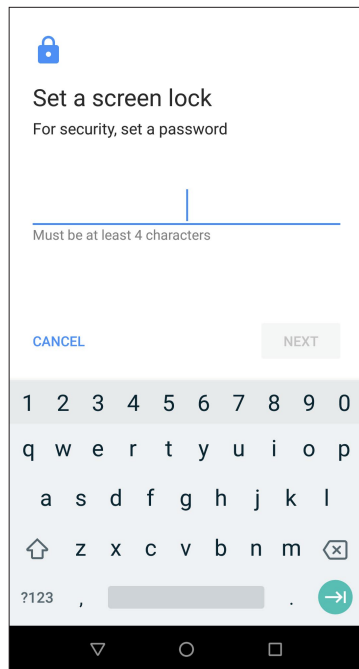 Set a screen lock
For security, set a password
Must be at least 4 characters
CANCEL NEXT
1 2 3 4 5 6 7 8 9 0
q w e r t y u i o p
a s d f g h j k l
z x c v b n m
?123 , .